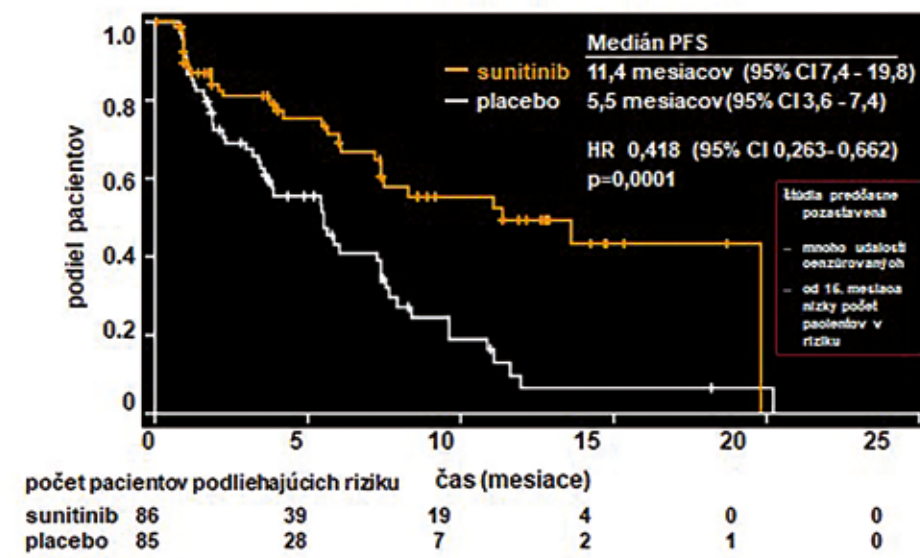 Medián PFS
sunitinib 11,4 mesiacov (95% CI 7,4 - 19,8)
placebo 5,5 mesiacov (95% CI 3,6 - 7,4)
HR 0,418 (95% CI 0,263- 0,662)
p=0,0001
štúdia predčasne
pozastavená
– mnoho udalostí
cenzúrovaných
– od 16. mesiaca
nízky počet
pacientov v
riziku
podiel pacientov
1.0
0.8
0.6
0.4
0.2
0
0 5 10 15 20 25
počet pacientov podliehajúcich riziku čas (mesiace)
sunitinib 86 39 19 4 0 0
placebo 85 28 7 2 1 0